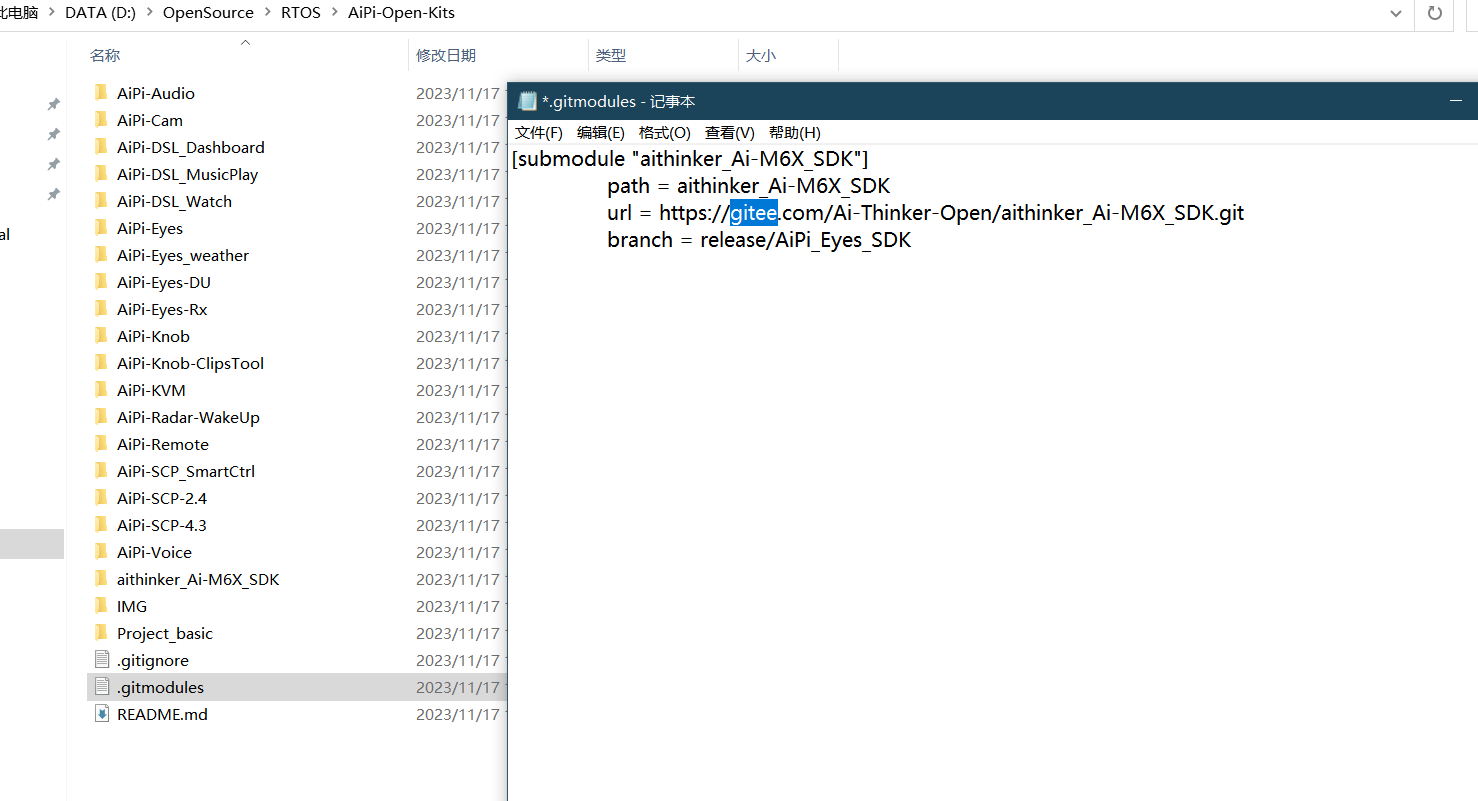 此电脑 > DATA (D:) > OpenSource > RTOS > AiPi-Open-Kits
名称 修改日期 类型 大小
AiPi-Audio 2023/11/17
AiPi-Cam 2023/11/17
AiPi-DSL_Dashboard 2023/11/17
AiPi-DSL_MusicPlay 2023/11/17
AiPi-DSL_Watch 2023/11/17
AiPi-Eyes 2023/11/17
AiPi-Eyes_weather 2023/11/17
AiPi-Eyes-DU 2023/11/17
AiPi-Eyes-Rx 2023/11/17
AiPi-Knob 2023/11/17
AiPi-Knob-ClipsTool 2023/11/17
AiPi-KVM 2023/11/17
AiPi-Radar-WakeUp 2023/11/17
AiPi-Remote 2023/11/17
AiPi-SCP_SmartCtrl 2023/11/17
AiPi-SCP-2.4 2023/11/17
AiPi-SCP-4.3 2023/11/17
AiPi-Voice 2023/11/17
aithinker_Ai-M6X_SDK 2023/11/17
IMG 2023/11/17
Project_basic 2023/11/17
.gitignore 2023/11/17
.gitmodules 2023/11/17
README.md 2023/11/17
al
*.gitmodules - 记事本
文件(F) 编辑(E) 格式(O) 查看(V) 帮助(H)
[submodule "aithinker_Ai-M6X_SDK"]
path = aithinker_Ai-M6X_SDK
url = https://gitee.com/Ai-Thinker-Open/aithinker_Ai-M6X_SDK.git
branch = release/AiPi_Eyes_SDK